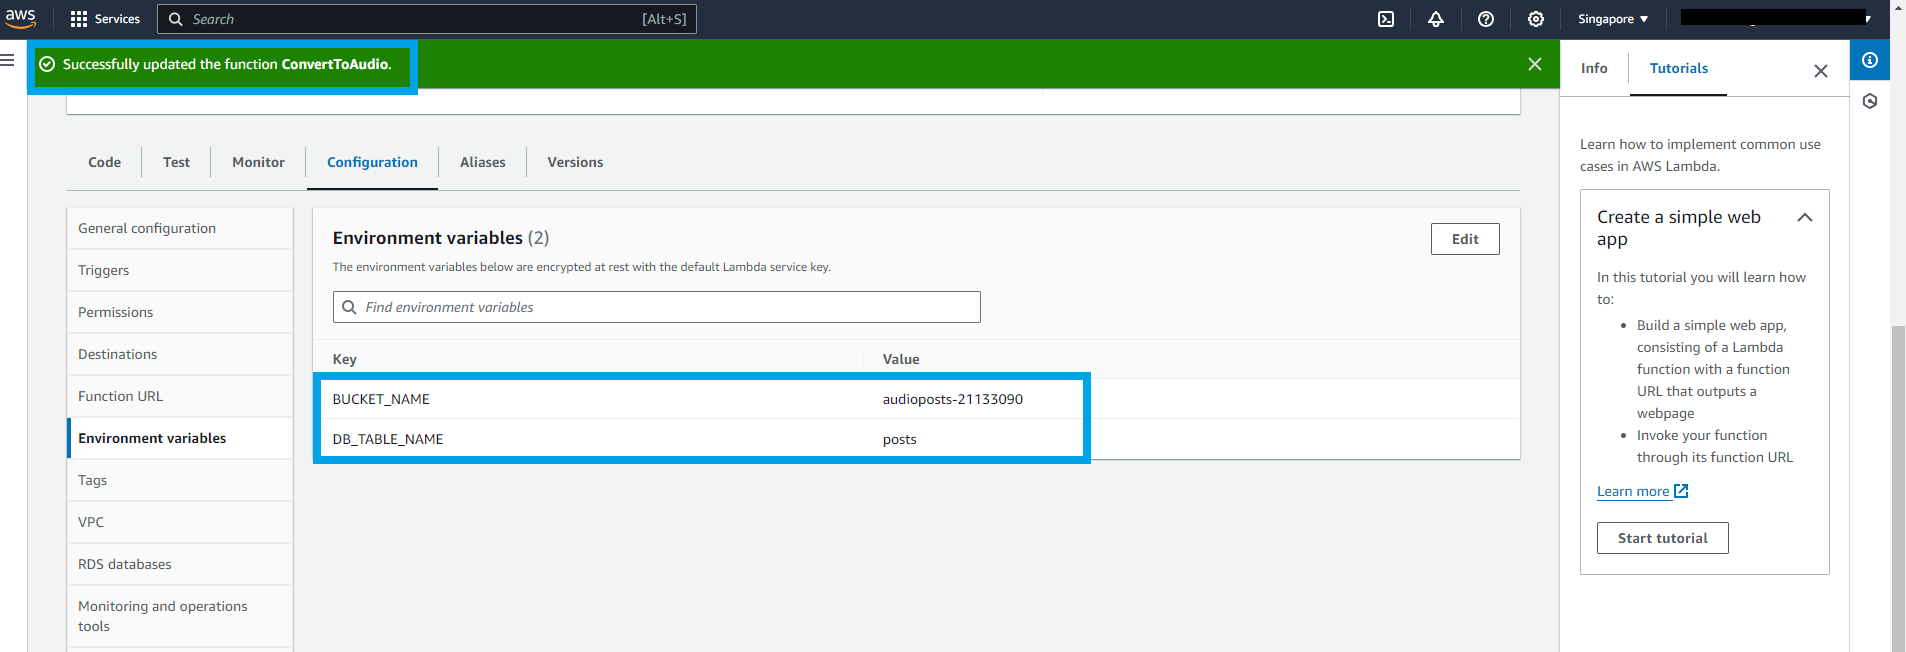 aws Services Search [Alt+S] Singapore
Successfully updated the function ConvertToAudio.
Code Test Monitor Configuration Aliases Versions
General configuration
Triggers
Permissions
Destinations
Function URL
Environment variables
Tags
VPC
RDS databases
Monitoring and operations
tools
Environment variables (2)
Edit
The environment variables below are encrypted at rest with the default Lambda service key.
Find environment variables
Key Value
BUCKET_NAME audioposts-21133090
DB_TABLE_NAME posts
Info Tutorials
Learn how to implement common use
cases in AWS Lambda.
Create a simple web
app
In this tutorial you will learn how
to:
• Build a simple web app,
consisting of a Lambda
function with a function
URL that outputs a
webpage
• Invoke your function
through its function URL
Learn more
Start tutorial